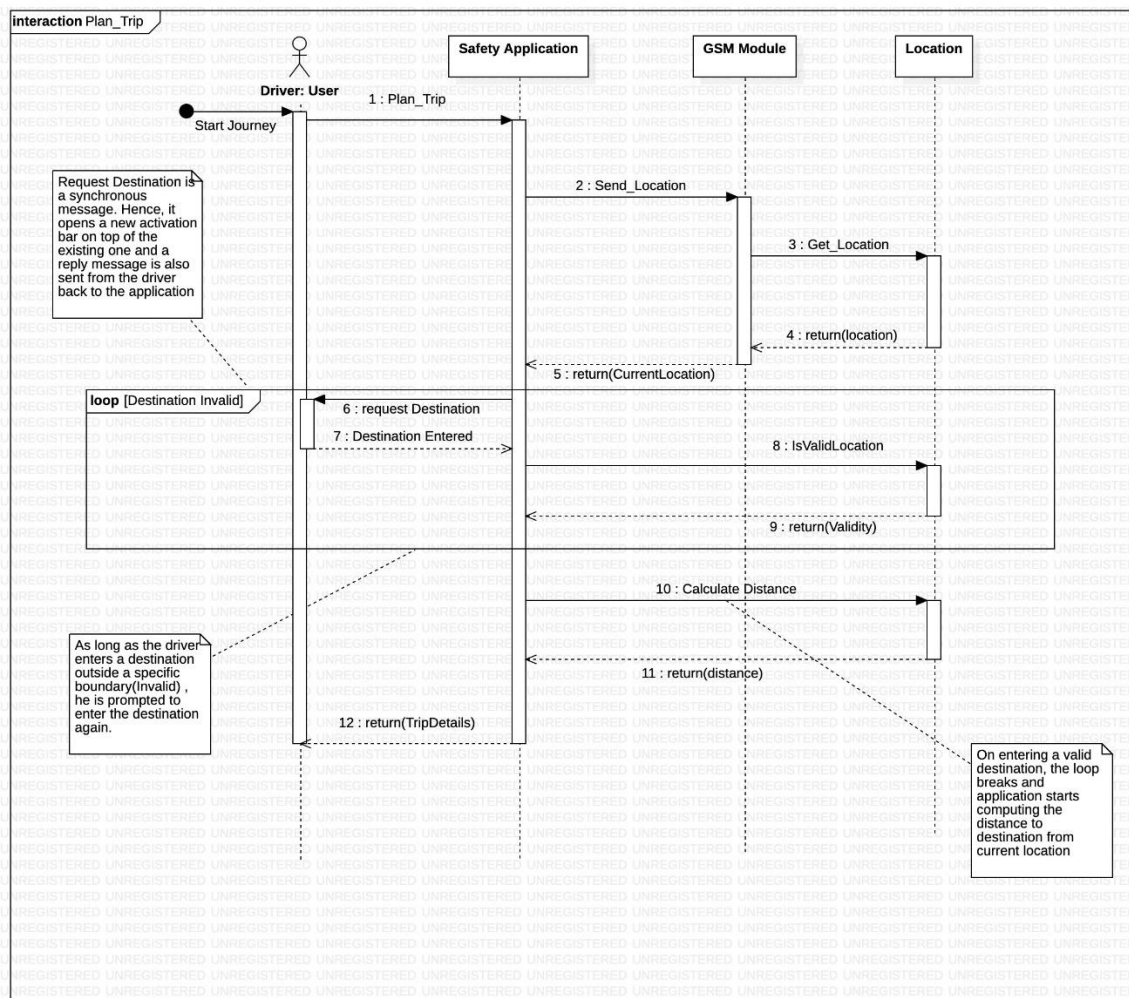 interaction Plan_Trip
Safety Application
GSM Module
Location
Driver: User
Start Journey
1 : Plan_Trip
Request Destination is
a synchronous
message. Hence, it
opens a new activation
bar on top of the
existing one and a
reply message is also
sent from the driver
back to the application
2 : Send_Location
3 : Get_Location
4 : return(location)
5 : return(CurrentLocation)
loop [Destination Invalid]
6 : request Destination
7 : Destination Entered
8 : IsValidLocation
9 : return(Validity)
10 : Calculate Distance
As long as the driver
enters a destination
outside a specific
boundary(Invalid) ,
he is prompted to
enter the destination
again.
11 : return(distance)
12 : return(TripDetails)
On entering a valid
destination, the loop
breaks and
application starts
computing the
distance to
destination from
current location
UNREGISTERED